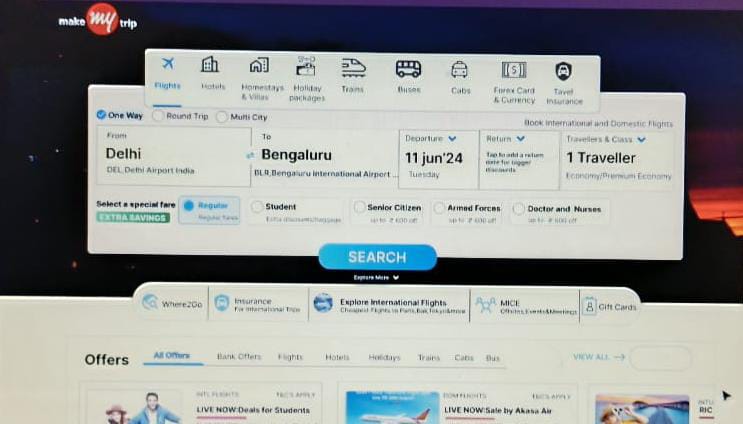 make my trip
Flights
Hotels
Homestays
& Villas
Holiday
packages
Trains
Buses
Cabs
Forex Card
& Currency
Tavel
Insurance
One Way Round Trip Multi City
Book International and Domestic Flights
From
Delhi
DEL, Delhi Airport India
To
Bengaluru
BLR,Bengaluru International Airport ...
Departure
11 jun'24
Tuesday
Return
Tap to add a return
date for bigger
discounts
Travellers & Class
1 Traveller
Economy/Premium Economy
Select a special fare
EXTRA SAVINGS
Regular
Regular fares
Student
Extra discounts/baggage
Senior Citizen
up to ₹ 600 off
Armed Forces
up to ₹ 600 off
Doctor and Nurses
up to ₹ 600 off
SEARCH
Explore More
Where2Go
Insurance
For International Trips
Explore International Flights
Cheapest Flights to Paris,Bali,Tokyo&more
MICE
Offsites,Events&Meetings
Gift Cards
Offers
All Offers
Bank Offers
Flights
Hotels
Holidays
Trains
Cabs
Bus
VIEW ALL
INTL FLIGHTS T&C'S APPLY
LIVE NOW:Deals for Students
DOM FLIGHTS T&C'S APPLY
LIVE NOW:Sale by Akasa Air
INTL
RIC